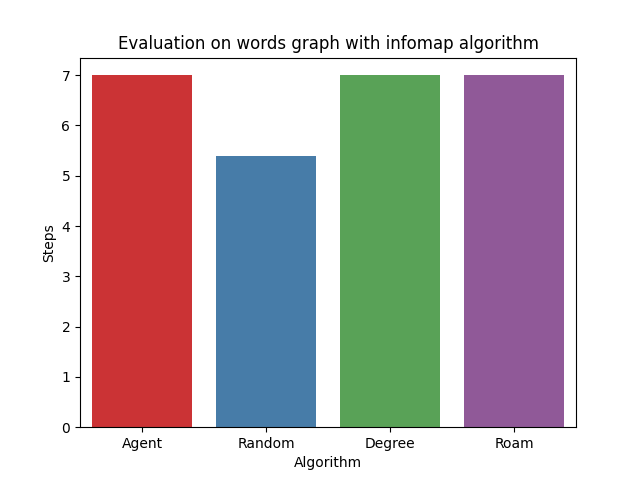 Evaluation on words graph with infomap algorithm
7
6
5
4
3
2
1
0
Steps
Agent Random Degree Roam
Algorithm